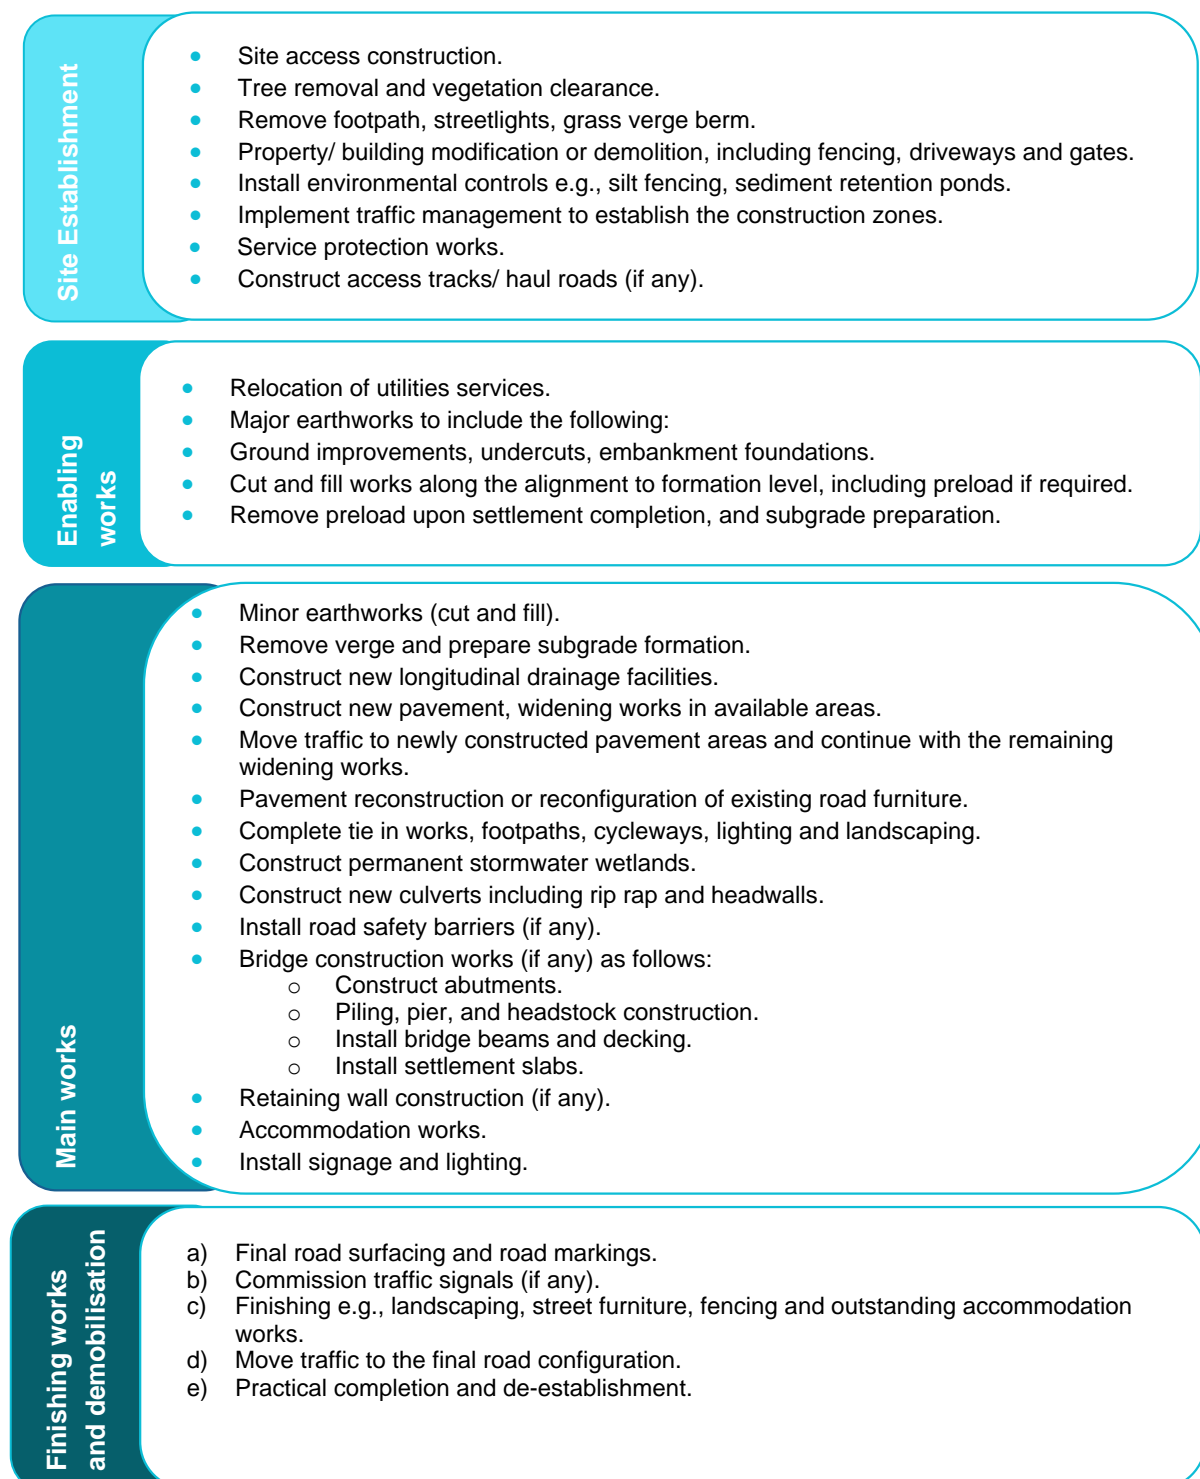 Site Establishment
• Site access construction.
• Tree removal and vegetation clearance.
• Remove footpath, streetlights, grass verge berm.
• Property/ building modification or demolition, including fencing, driveways and gates.
• Install environmental controls e.g., silt fencing, sediment retention ponds.
• Implement traffic management to establish the construction zones.
• Service protection works.
• Construct access tracks/ haul roads (if any).
Enabling
works
• Relocation of utilities services.
• Major earthworks to include the following:
• Ground improvements, undercuts, embankment foundations.
• Cut and fill works along the alignment to formation level, including preload if required.
• Remove preload upon settlement completion, and subgrade preparation.
Main works
• Minor earthworks (cut and fill).
• Remove verge and prepare subgrade formation.
• Construct new longitudinal drainage facilities.
• Construct new pavement, widening works in available areas.
• Move traffic to newly constructed pavement areas and continue with the remaining
widening works.
• Pavement reconstruction or reconfiguration of existing road furniture.
• Complete tie in works, footpaths, cycleways, lighting and landscaping.
• Construct permanent stormwater wetlands.
• Construct new culverts including rip rap and headwalls.
• Install road safety barriers (if any).
• Bridge construction works (if any) as follows:
o Construct abutments.
o Piling, pier, and headstock construction.
o Install bridge beams and decking.
o Install settlement slabs.
• Retaining wall construction (if any).
• Accommodation works.
• Install signage and lighting.
Finishing works
and demobilisation
a) Final road surfacing and road markings.
b) Commission traffic signals (if any).
c) Finishing e.g., landscaping, street furniture, fencing and outstanding accommodation
works.
d) Move traffic to the final road configuration.
e) Practical completion and de-establishment.